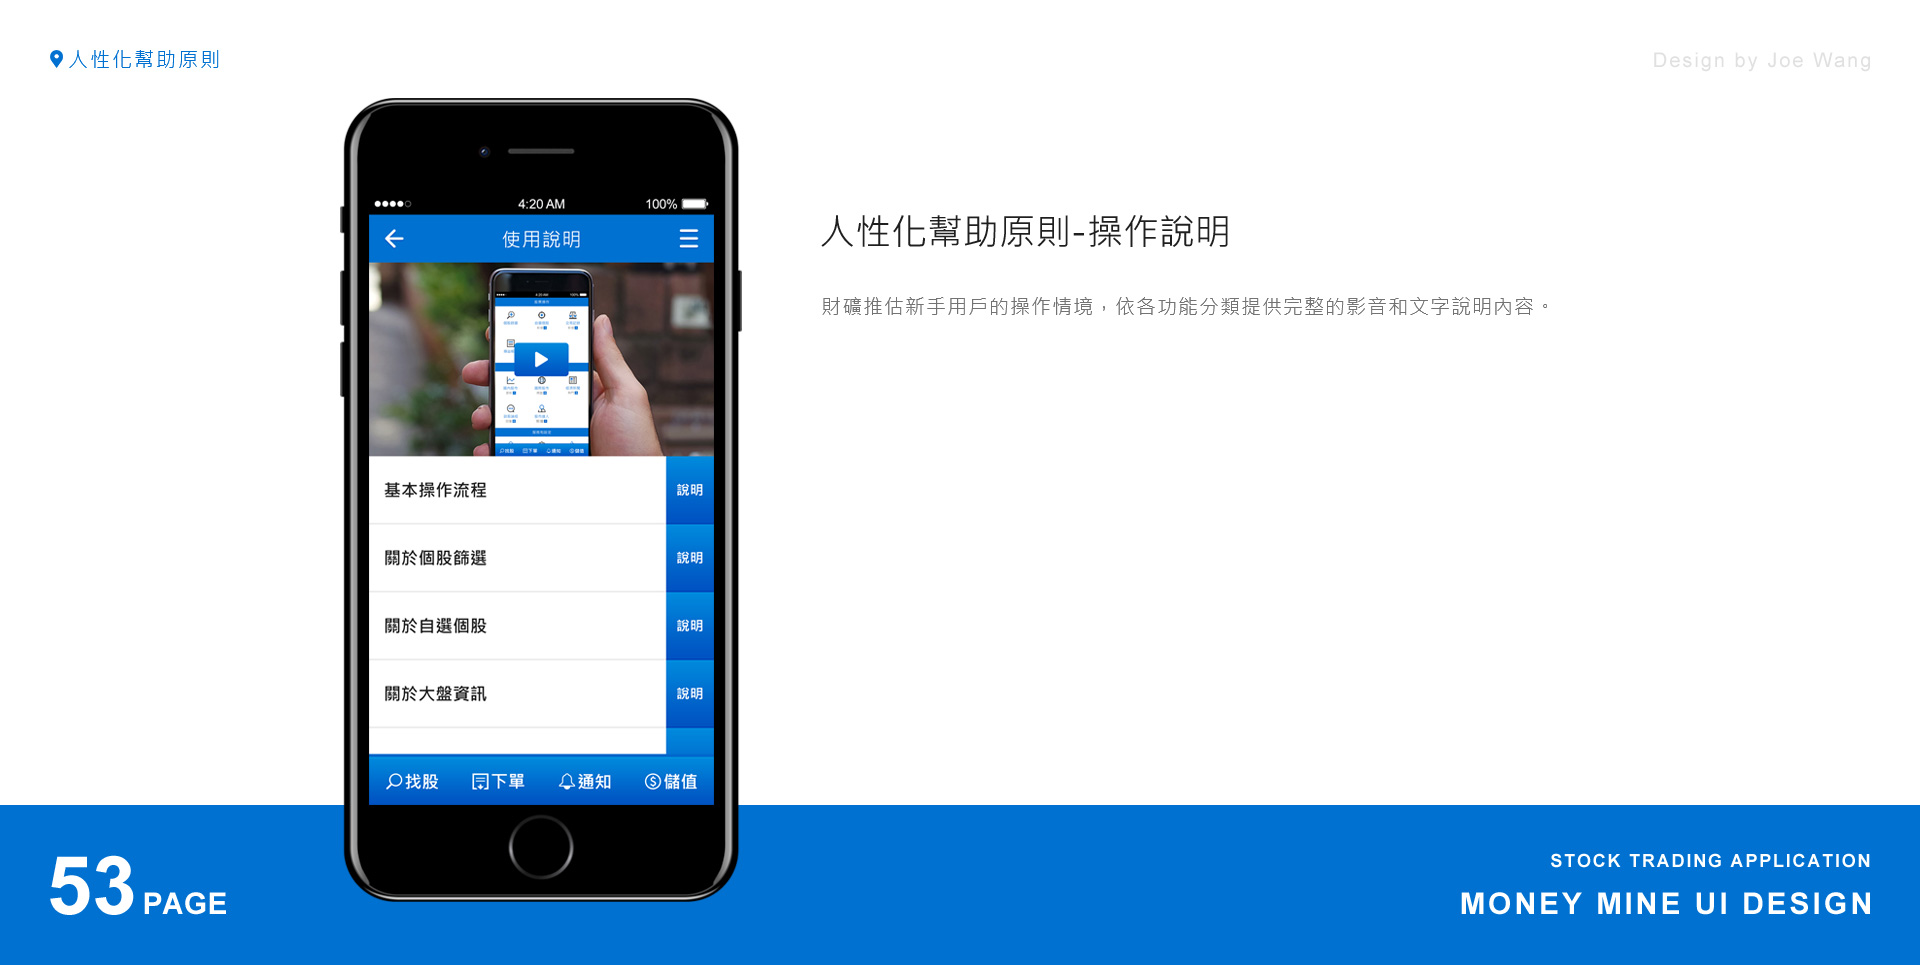 人性化幫助原則
Design by Joe Wang
4:20 AM
100%
使用說明
基本操作流程
說明
關於個股篩選
說明
關於自選個股
說明
關於大盤資訊
說明
找股
下單
通知
儲值
人性化幫助原則-操作說明
財礦推估新手用戶的操作情境，依各功能分類提供完整的影音和文字說明內容。
53 PAGE
STOCK TRADING APPLICATION
MONEY MINE UI DESIGN